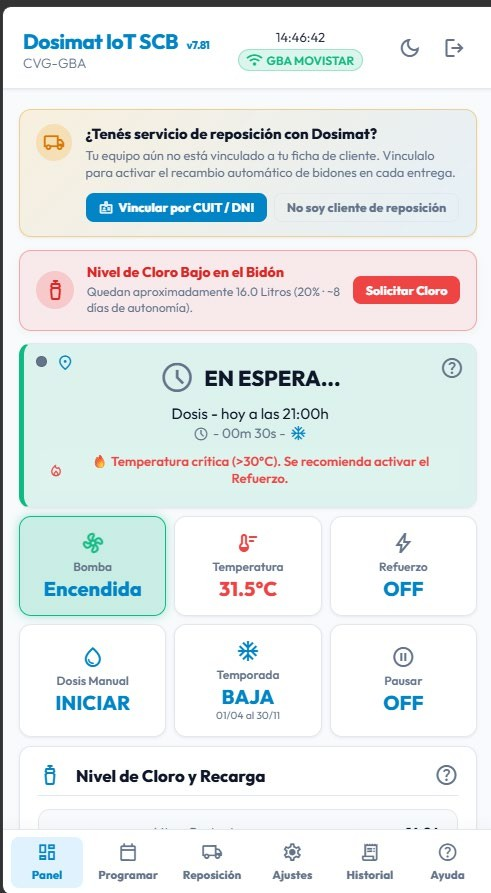 Dosimat IoT SCB v7.81
CVG-GBA
14:46:42
GBA MOVISTAR
¿Tenés servicio de reposición con Dosimat?
Tu equipo aún no está vinculado a tu ficha de cliente. Vinculalo
para activar el recambio automático de bidones en cada entrega.
Vincular por CUIT / DNI
No soy cliente de reposición
Nivel de Cloro Bajo en el Bidón
Quedan aproximadamente 16.0 Litros (20% · ~8
días de autonomía).
Solicitar Cloro
EN ESPERA...
Dosis - hoy a las 21:00h
- 00m 30s -
Temperatura crítica (>30°C). Se recomienda activar el
Refuerzo.
Bomba
Encendida
Temperatura
31.5°C
Refuerzo
OFF
Dosis Manual
INICIAR
Temporada
BAJA
01/04 al 30/11
Pausar
OFF
Nivel de Cloro y Recarga
Panel
Programar
Reposición
Ajustes
Historial
Ayuda